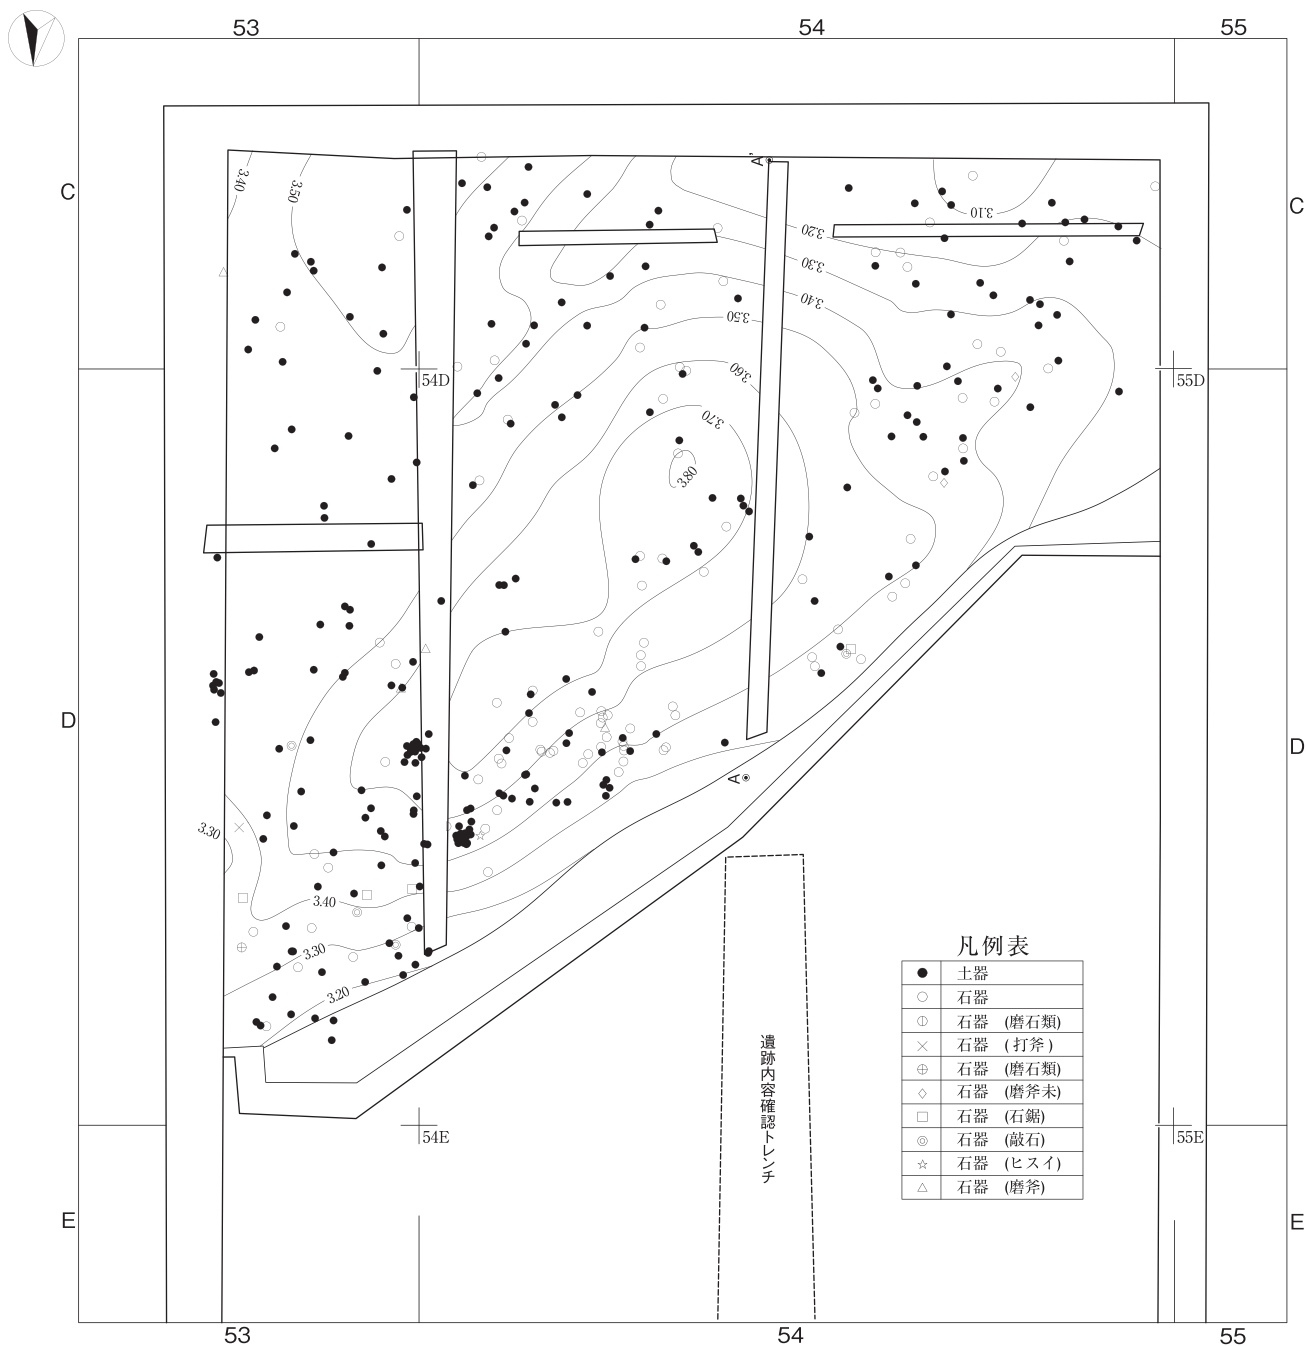 53 54 55
C C
A'
3.40 3.50 3.10
3.20
3.30
3.40
3.50
3.60
3.70
3.80
54D 55D
D D
A
3.30
3.40
3.30
3.20
凡例表
土器
石器
石器 (磨石類)
石器 (打斧)
石器 (磨石類)
石器 (磨斧未)
石器 (石鋸)
石器 (敲石)
石器 (ヒスイ)
石器 (磨斧)
遺跡内容確認トレンチ
54E 55E
E E
53 54 55